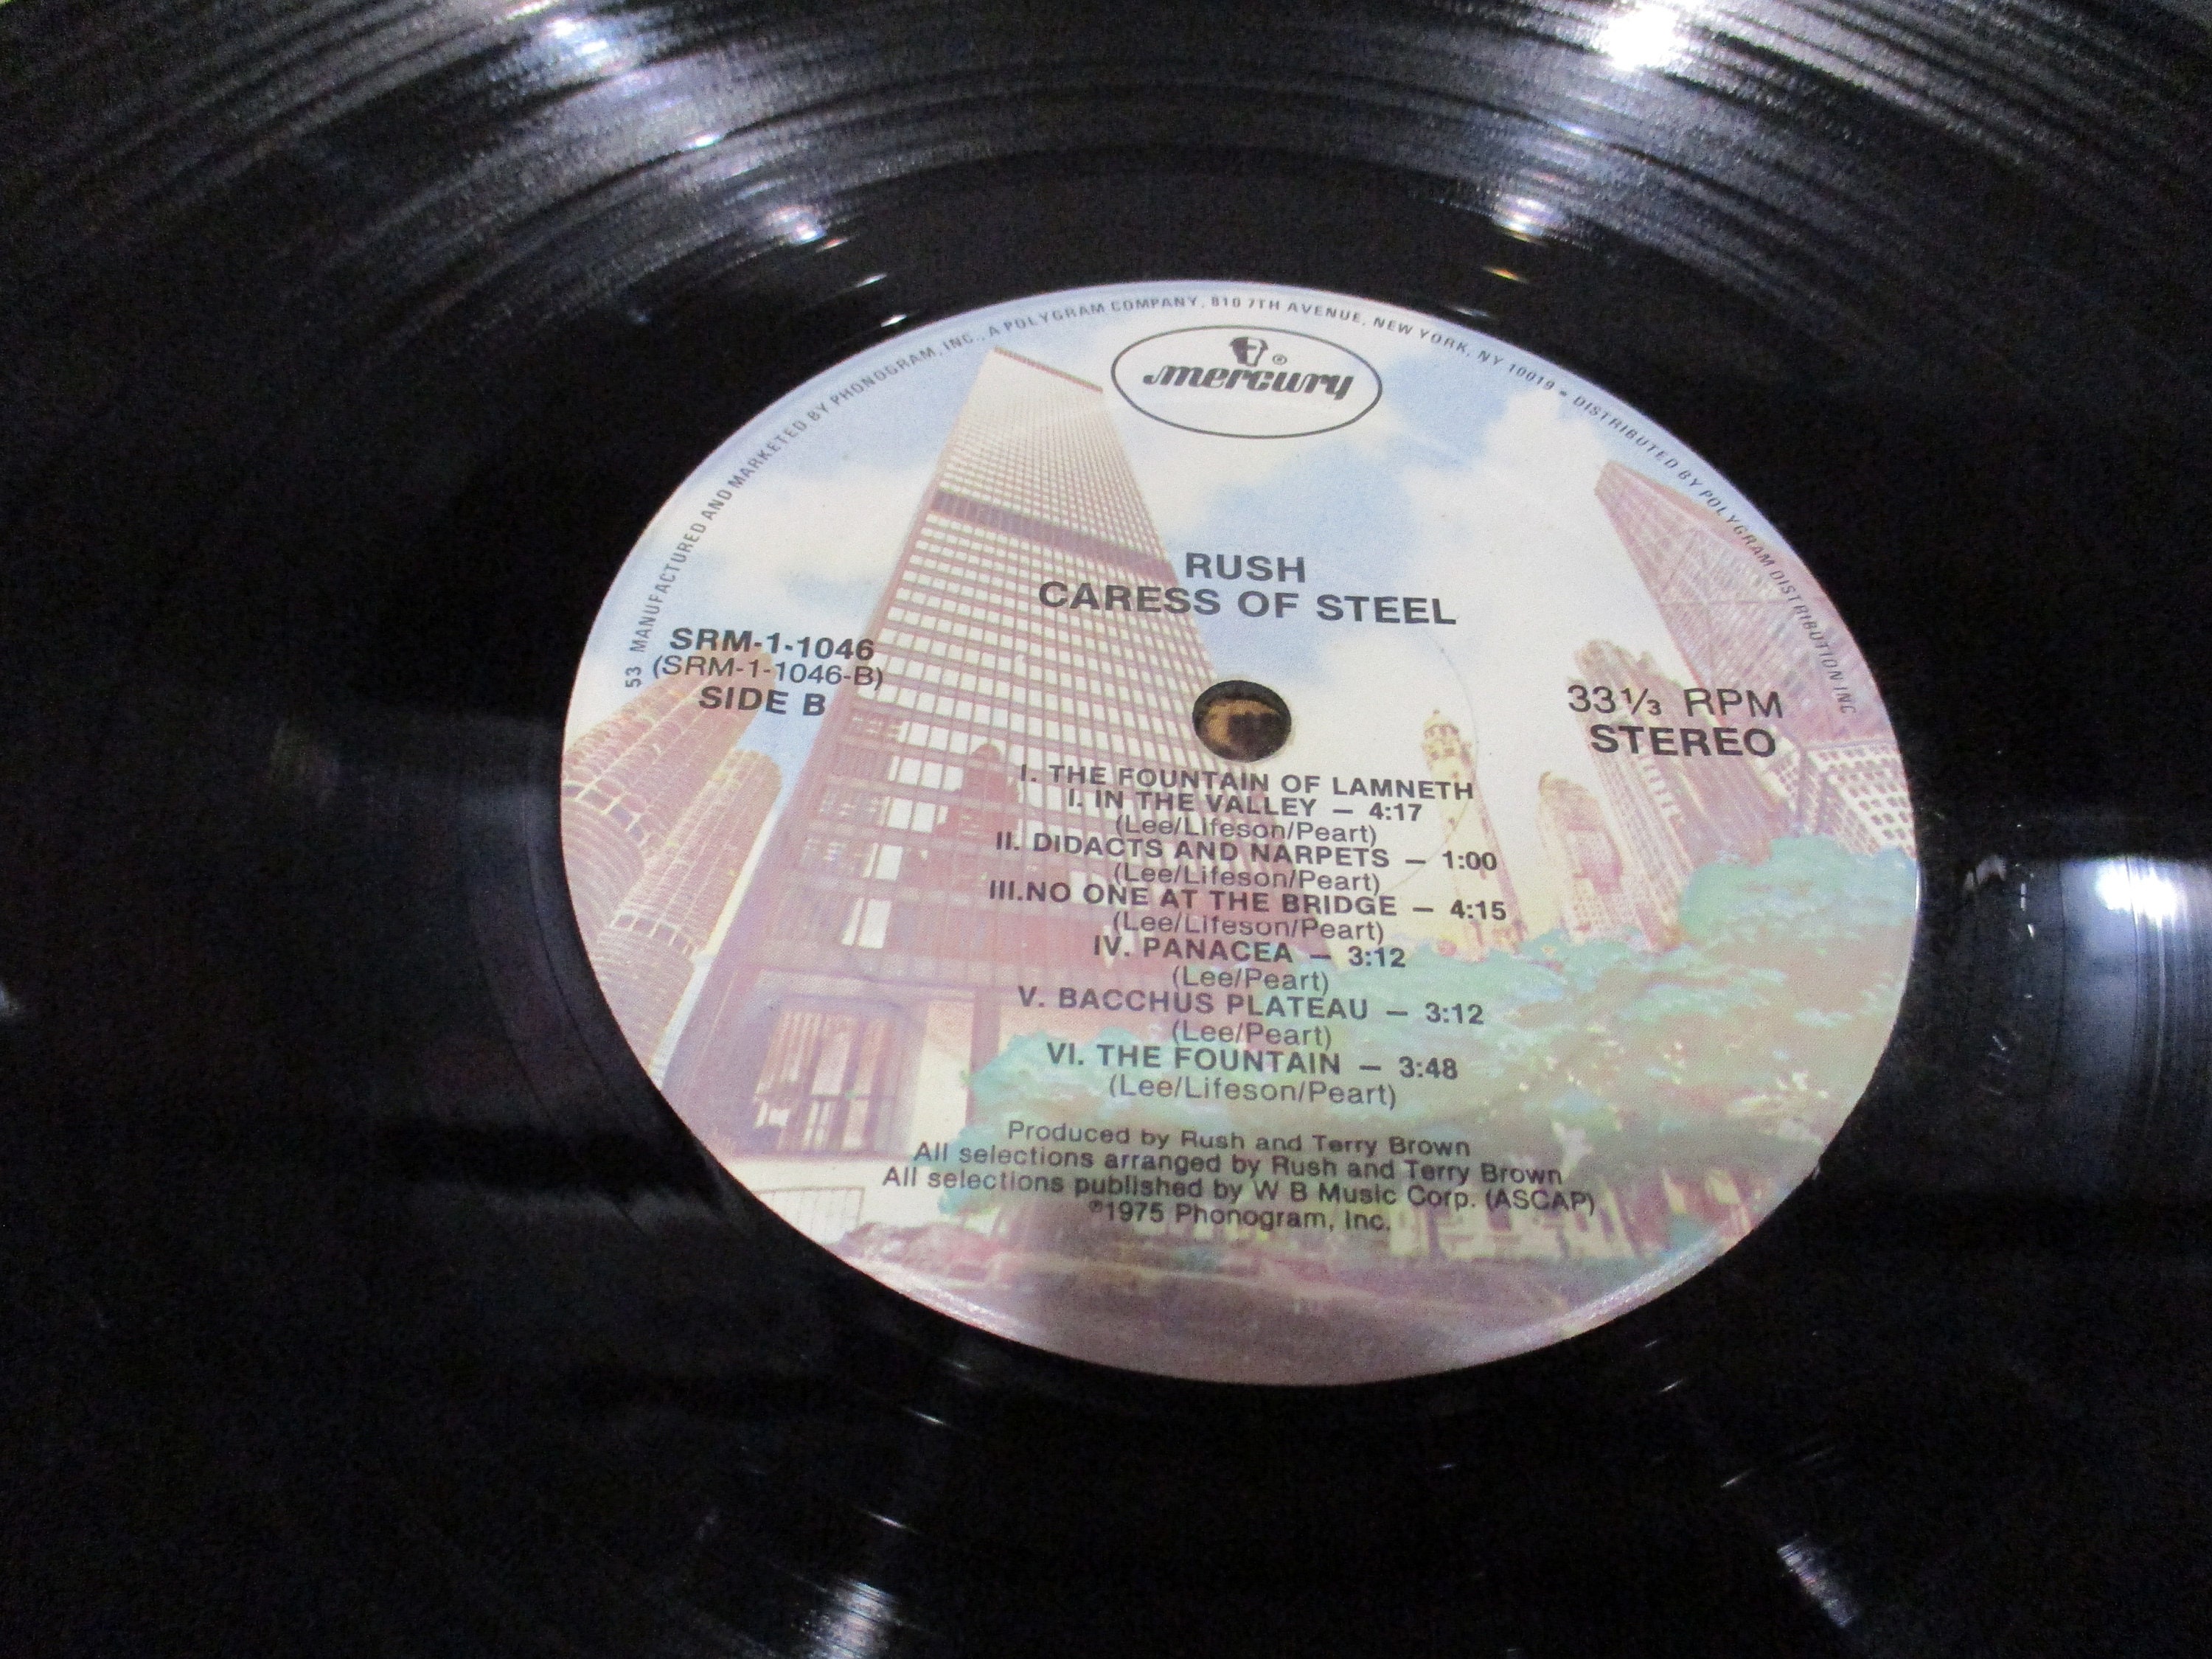 53 MANUFACTURED AND MARKETED BY PHONOGRAM, INC., A POLYGRAM COMPANY, 810 7TH AVENUE, NEW YORK, NY 10019 • DISTRIBUTED BY POLYGRAM DISTRIBUTION INC
mercury®
RUSH
CARESS OF STEEL
SRM-1-1046
(SRM-1-1046-B)
SIDE B
33⅓ RPM
STEREO
I. THE FOUNTAIN OF LAMNETH
I. IN THE VALLEY — 4:17
(Lee/Lifeson/Peart)
II. DIDACTS AND NARPETS — 1:00
(Lee/Lifeson/Peart)
III.NO ONE AT THE BRIDGE — 4:15
(Lee/Lifeson/Peart)
IV. PANACEA — 3:12
(Lee/Peart)
V. BACCHUS PLATEAU — 3:12
(Lee/Peart)
VI. THE FOUNTAIN — 3:48
(Lee/Lifeson/Peart)
Produced by Rush and Terry Brown
All selections arranged by Rush and Terry Brown
All selections published by W B Music Corp. (ASCAP)
℗1975 Phonogram, Inc.